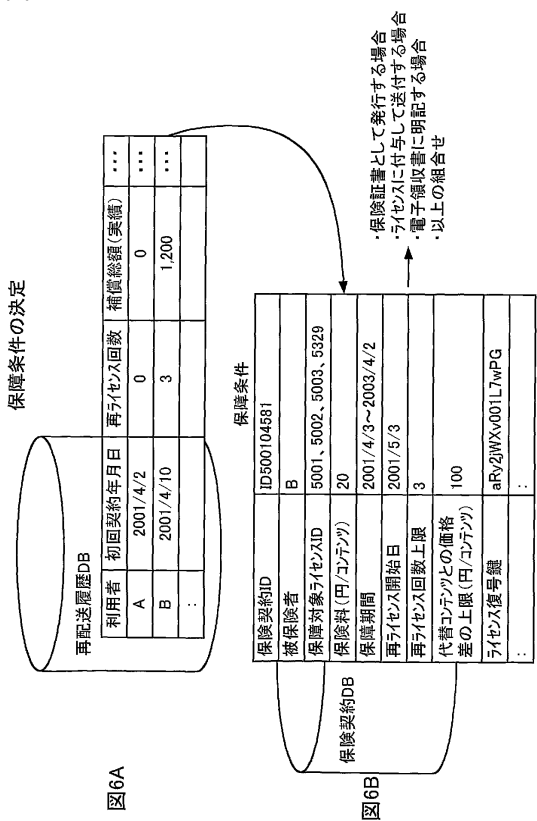 保障条件の決定
図6A
再配送履歴DB
利用者 初回契約年月日 再ライセンス回数 補償総額(実績) …
A 2001/4/2 0 0 …
B 2001/4/10 3 1,200 …
:
図6B
保険契約DB
保障条件
保険契約ID ID500104581
被保険者 B
保障対象ライセンスID 5001、5002、5003、5329
保険料(円/コンテンツ) 20
保障期間 2001/4/3~2003/4/2
再ライセンス開始日 2001/5/3
再ライセンス回数上限 3
代替コンテンツとの価格
差の上限(円/コンテンツ) 100
ライセンス復号鍵 aRy2jWXv001L7wPG
: :
・保険証書として発行する場合
・ライセンスに付与して送付する場合
・電子領収書に明記する場合
・以上の組合せ